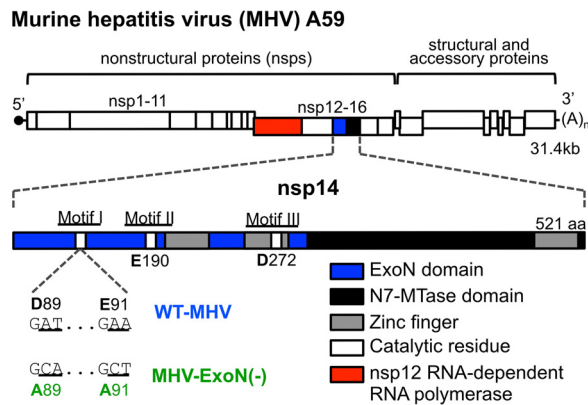 Murine hepatitis virus (MHV) A59
nonstructural proteins (nsps)
structural and
accessory proteins
5'
nsp1-11
nsp12-16
3'
(A)n
31.4kb
nsp14
Motif I
Motif II
Motif III
521 aa
E190
D272
D89 E91
GAT...GAA
WT-MHV
GCA...GCT
A89 A91
MHV-ExoN(-)
ExoN domain
N7-MTase domain
Zinc finger
Catalytic residue
nsp12 RNA-dependent
RNA polymerase